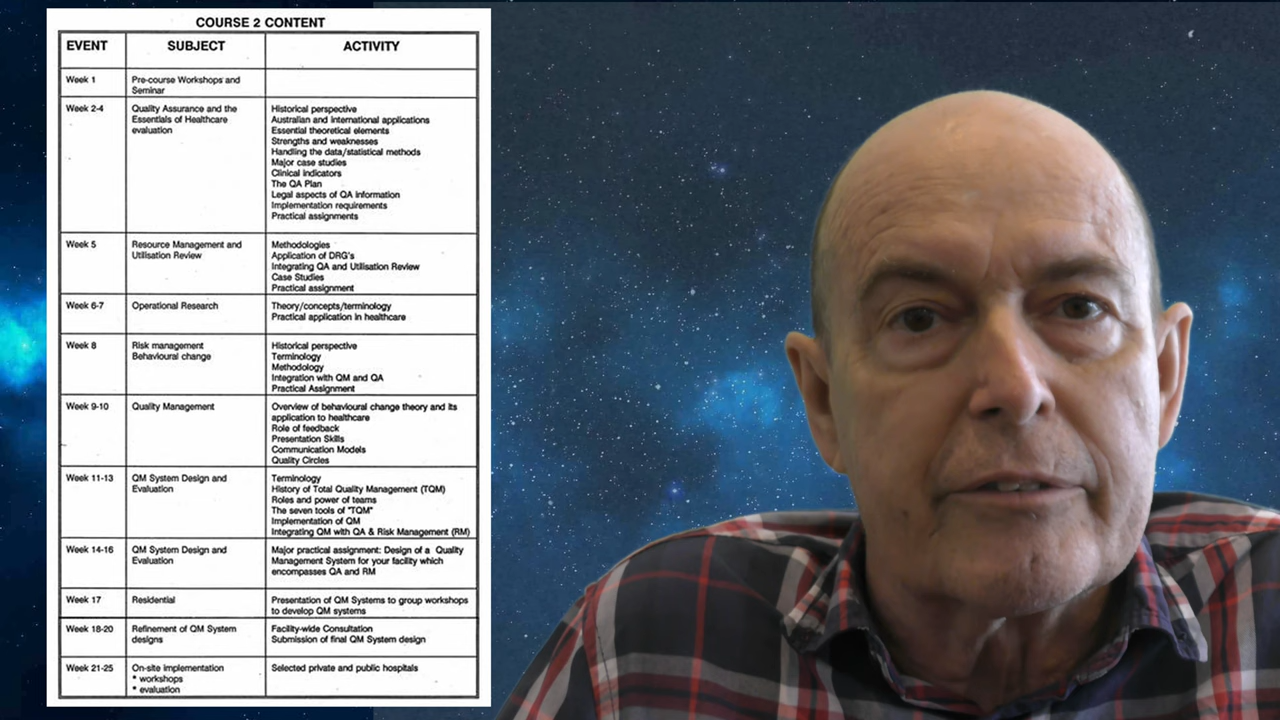 COURSE 2 CONTENT
EVENT SUBJECT ACTIVITY
Week 1 Pre-course Workshops and
Seminar
Week 2-4 Quality Assurance and the Historical perspective
Essentials of Healthcare Australian and international applications
evaluation Essential theoretical elements
Strengths and weaknesses
Handling the data/statistical methods
Major case studies
Clinical indicators
The QA Plan
Legal aspects of QA information
Implementation requirements
Practical assignments
Week 5 Resource Management and Methodologies
Utilisation Review Application of DRG's
Integrating QA and Utilisation Review
Case Studies
Practical assignment
Week 6-7 Operational Research Theory/concepts/terminology
Practical application in healthcare
Week 8 Risk management Historical perspective
Behavioural change Terminology
Methodology
Integration with QM and QA
Practical Assignment
Week 9-10 Quality Management Overview of behavioural change theory and its
application to healthcare
Role of feedback
Presentation Skills
Communication Models
Quality Circles
Week 11-13 QM System Design and Terminology
Evaluation History of Total Quality Management (TQM)
Roles and power of teams
The seven tools of "TQM"
Implementation of QM
Integrating QM with QA & Risk Management (RM)
Week 14-16 QM System Design and Major practical assignment: Design of a Quality
Evaluation Management System for your facility which
encompasses QA and RM
Week 17 Residential Presentation of QM Systems to group workshops
to develop QM systems
Week 18-20 Refinement of QM System Facility-wide Consultation
designs Submission of final QM System design
Week 21-25 On-site implementation Selected private and public hospitals
* workshops
* evaluation